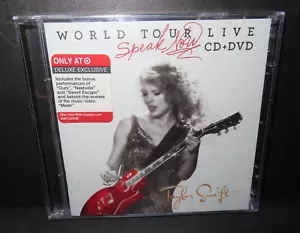 WORLD TOUR LIVE
Speak Now
CD+DVD
ONLY AT
DELUXE EXCLUSIVE
Includes the bonus
performances of
"Ours", "Nashville"
and "Sweet Escape"
and behind-the-scenes
of the music video
"Mean"
Taylor Swift